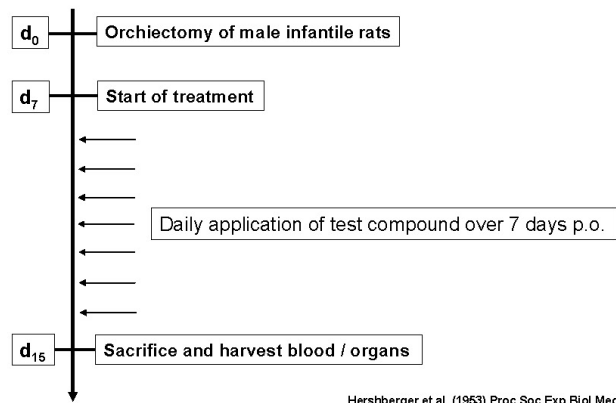 d0 Orchiectomy of male infantile rats
d7 Start of treatment
Daily application of test compound over 7 days p.o.
d15 Sacrifice and harvest blood / organs
Hershberger et al. (1953) Proc Soc Exp Biol Med